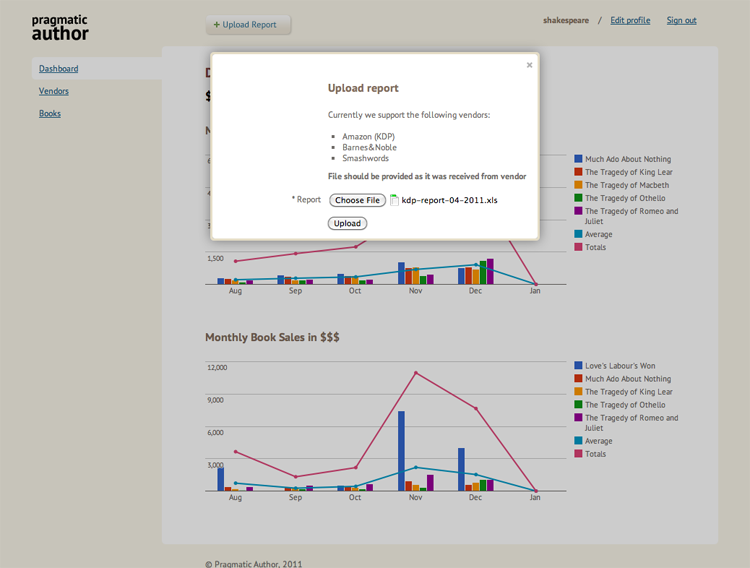 pragmatic
author
+ Upload Report
shakespeare / Edit profile Sign out
Dashboard
Vendors
Books
D
$
M
×
Upload report
Currently we support the following vendors:
Amazon (KDP)
Barnes&Noble
Smashwords
File should be provided as it was received from vendor
* Report Choose File kdp-report-04-2011.xls
Upload
6
4
3
1,500
Aug Sep Oct Nov Dec Jan
Much Ado About Nothing
The Tragedy of King Lear
The Tragedy of Macbeth
The Tragedy of Othello
The Tragedy of Romeo and
Juliet
Average
Totals
Monthly Book Sales in $$$
12,000
9,000
6,000
3,000
Aug Sep Oct Nov Dec Jan
Love's Labour's Won
Much Ado About Nothing
The Tragedy of King Lear
The Tragedy of Othello
The Tragedy of Romeo and
Juliet
Average
Totals
© Pragmatic Author, 2011